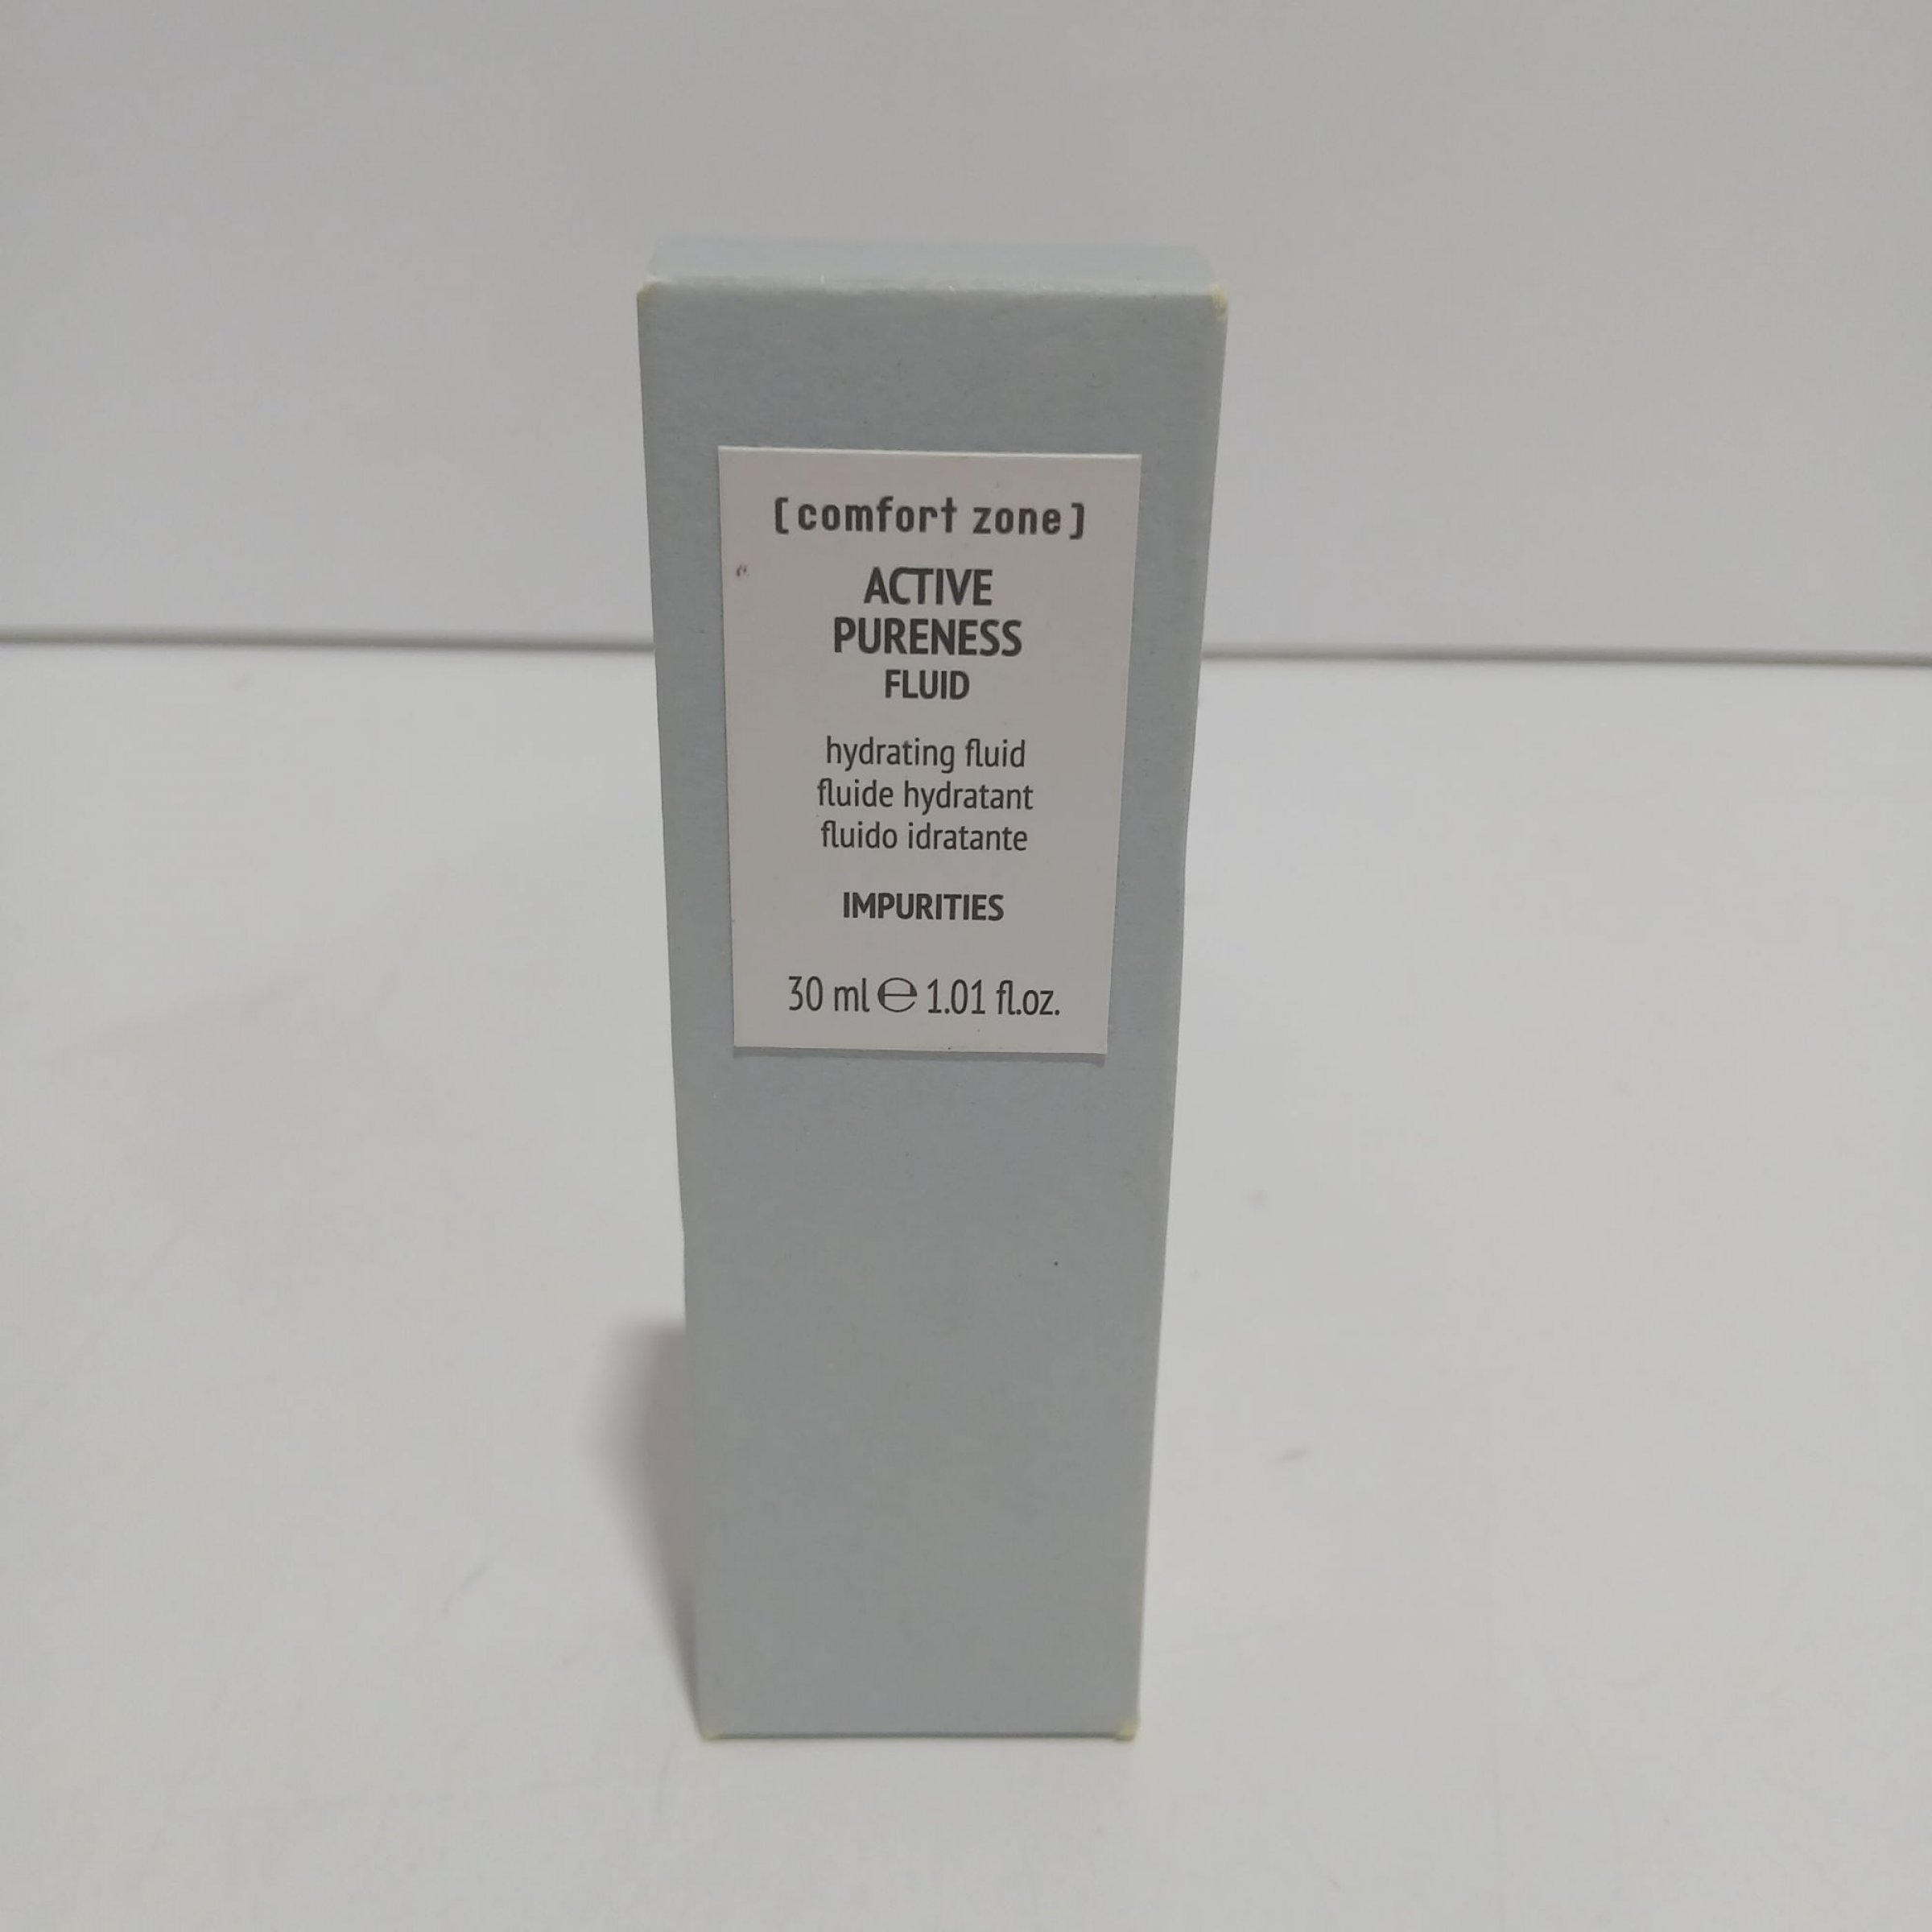 [comfort zone]
ACTIVE
PURENESS
FLUID
hydrating fluid
fluide hydratant
fluido idratante
IMPURITIES
30 ml ℮ 1.01 fl.oz.